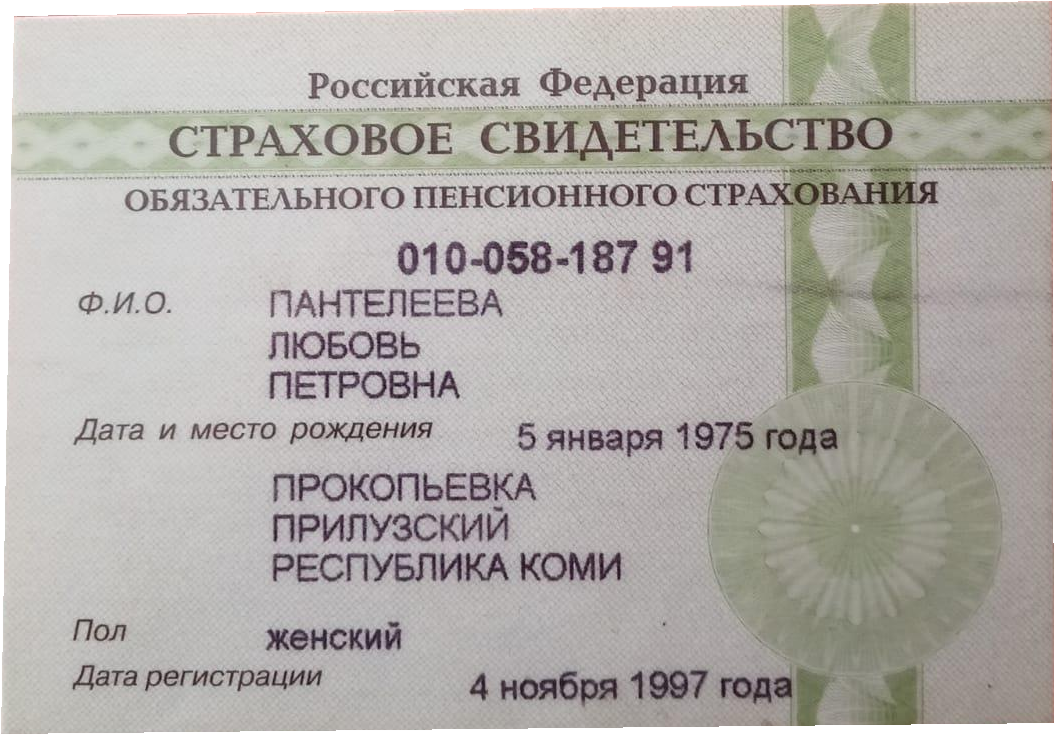 Российская Федерация
СТРАХОВОЕ СВИДЕТЕЛЬСТВО
ОБЯЗАТЕЛЬНОГО ПЕНСИОННОГО СТРАХОВАНИЯ
010-058-187 91
Ф.И.О. ПАНТЕЛЕЕВА
ЛЮБОВЬ
ПЕТРОВНА
Дата и место рождения 5 января 1975 года
ПРОКОПЬЕВКА
ПРИЛУЗСКИЙ
РЕСПУБЛИКА КОМИ
Пол женский
Дата регистрации 4 ноября 1997 года